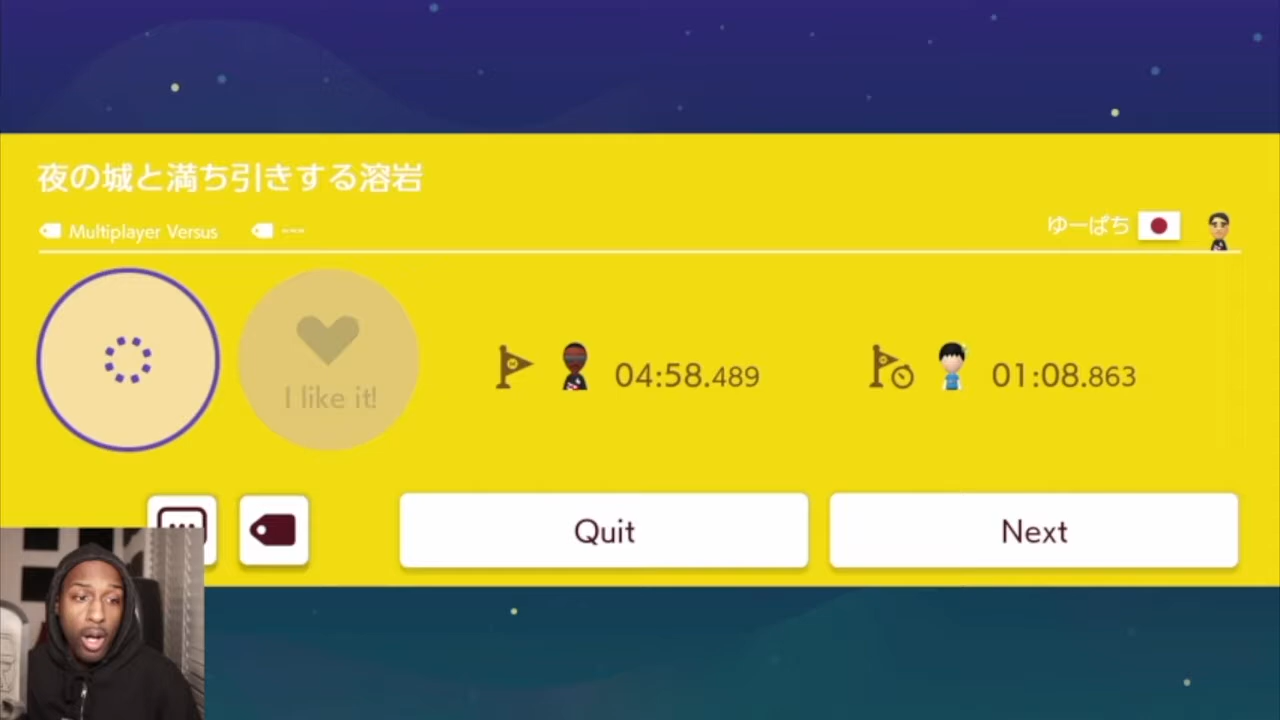 夜の城と満ち引きする溶岩
Multiplayer Versus
---
ゆーぱち
I like it!
04:58.489
01:08.863
Quit
Next